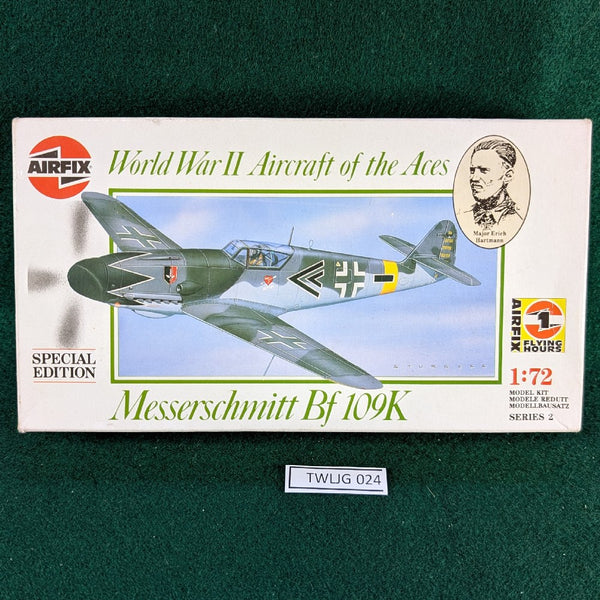 AIRFIX
World War II Aircraft of the Aces
Major Erich
Hartmann
SPECIAL
EDITION
AIRFIX
1
FLYING
HOURS
1:72
MODEL KIT
MODELE REDUIT
MODELLBAUSATZ
SERIES 2
Messerschmitt Bf 109K
TWLJG 024